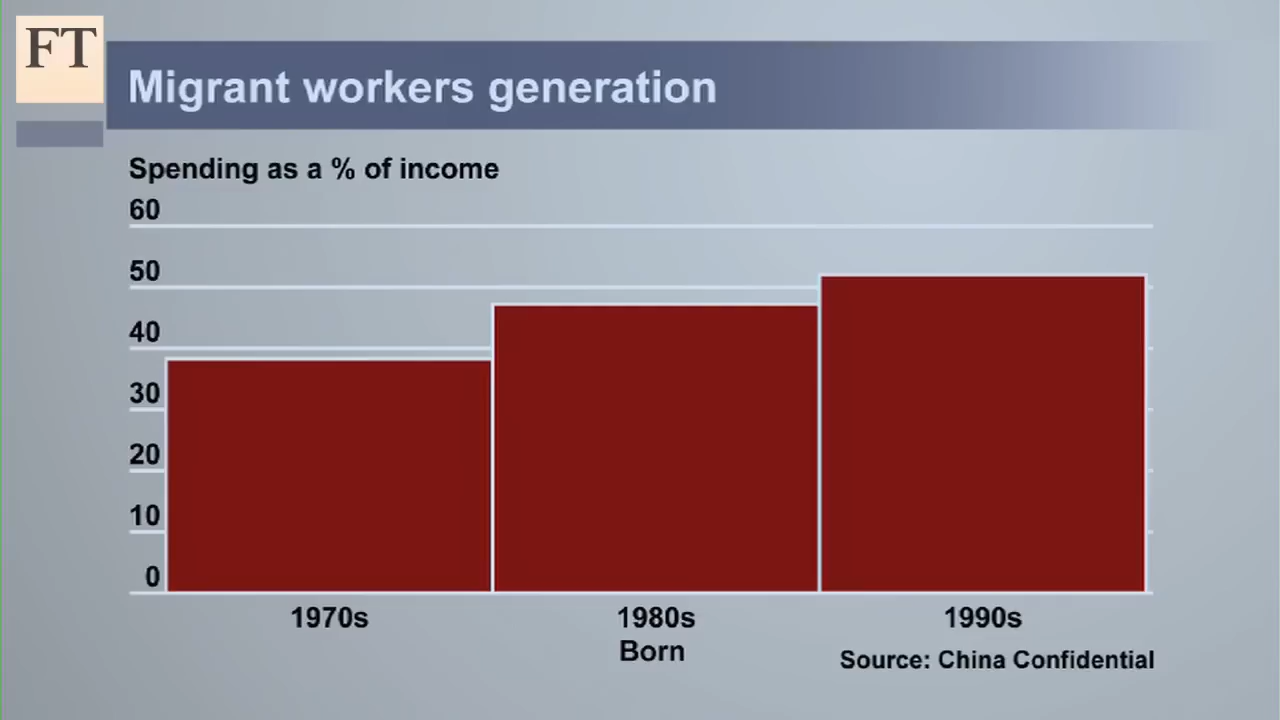 FT
Migrant workers generation
Spending as a % of income
60
50
40
30
20
10
0
1970s 1980s 1990s
Born
Source: China Confidential